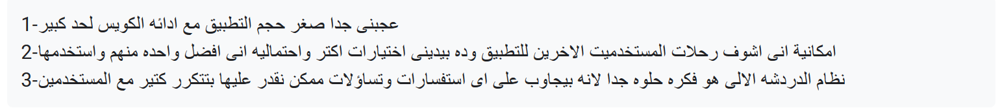 1-عجبنى جدا صغر حجم التطبيق مع ادائه الكويس لحد كبير
2-امكانية انى اشوف رحلات المستخدميت الاخرين للتطبيق وده بيدينى اختيارات اكتر واحتماليه انى افضل واحده منهم واستخدمها
3-نظام الدردشه الالى هو فكره حلوه جدا لانه بيجاوب على اى استفسارات وتساؤلات ممكن نقدر عليها بتتكرر كتير مع المستخدمين